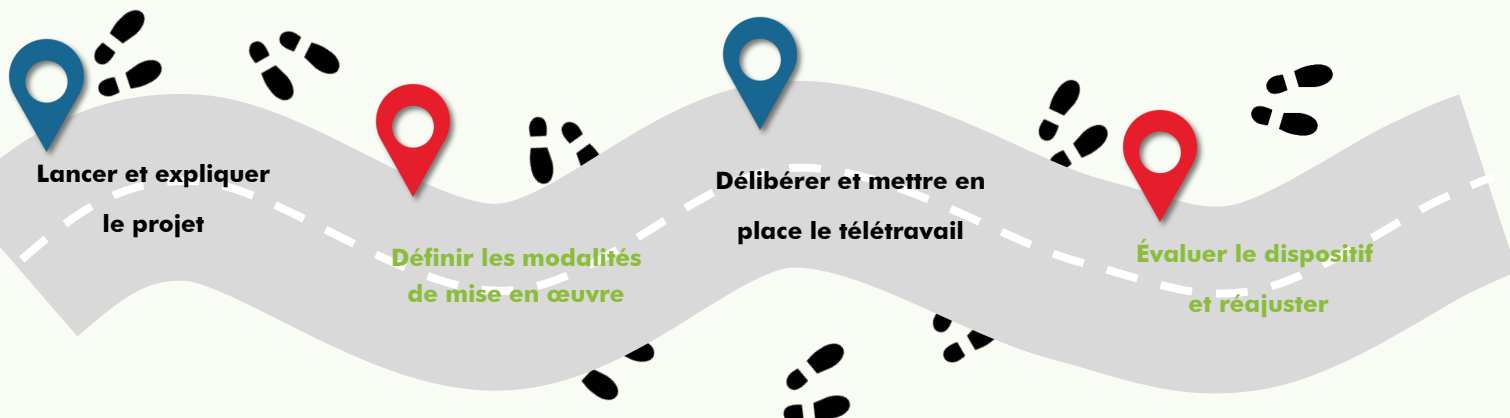 Lancer et expliquer
le projet
Définir les modalités
de mise en œuvre
Délibérer et mettre en
place le télétravail
Évaluer le dispositif
et réajuster